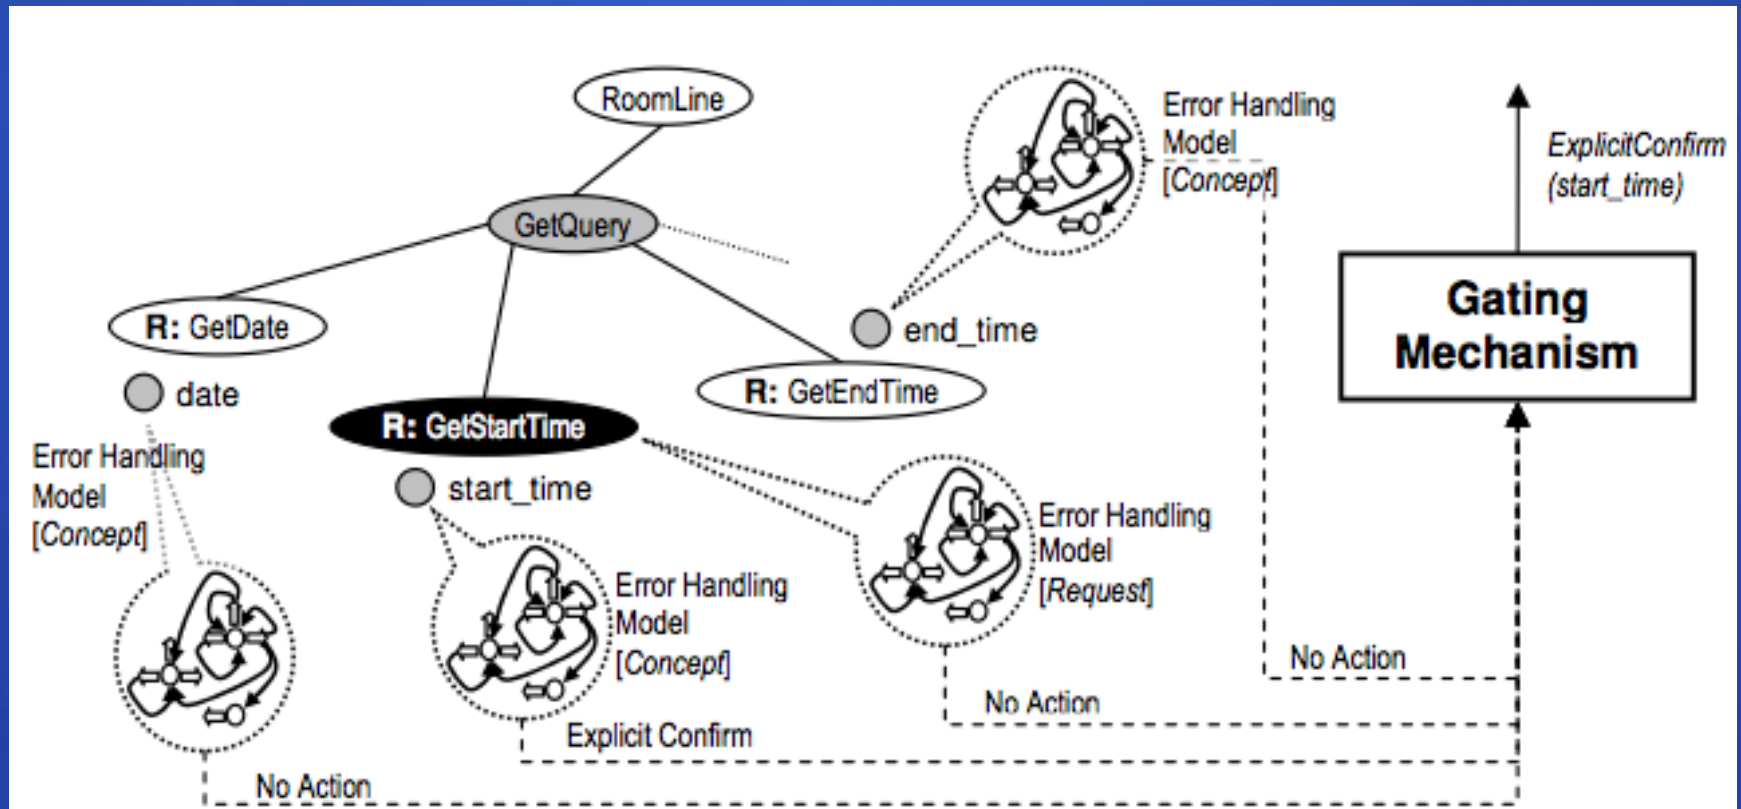 RoomLine
Error Handling
Model
[Concept]
ExplicitConfirm
(start_time)
GetQuery
Gating
Mechanism
R: GetDate
end_time
date
R: GetEndTime
R: GetStartTime
Error Handling
Model
[Concept]
start_time
Error Handling
Model
[Request]
Error Handling
Model
[Concept]
No Action
No Action
Explicit Confirm
No Action